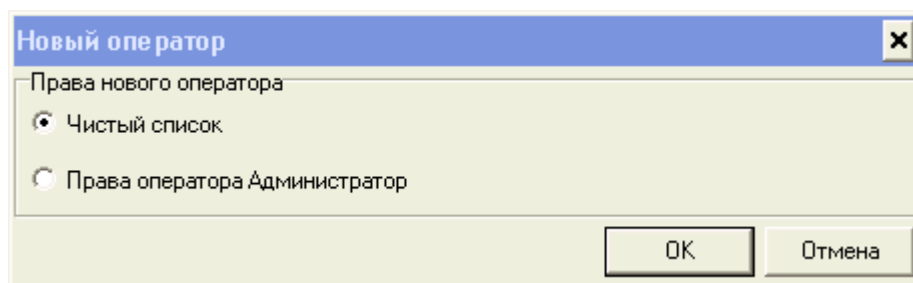 Новый оператор
Права нового оператора
Чистый список
Права оператора Администратор
OK
Отмена